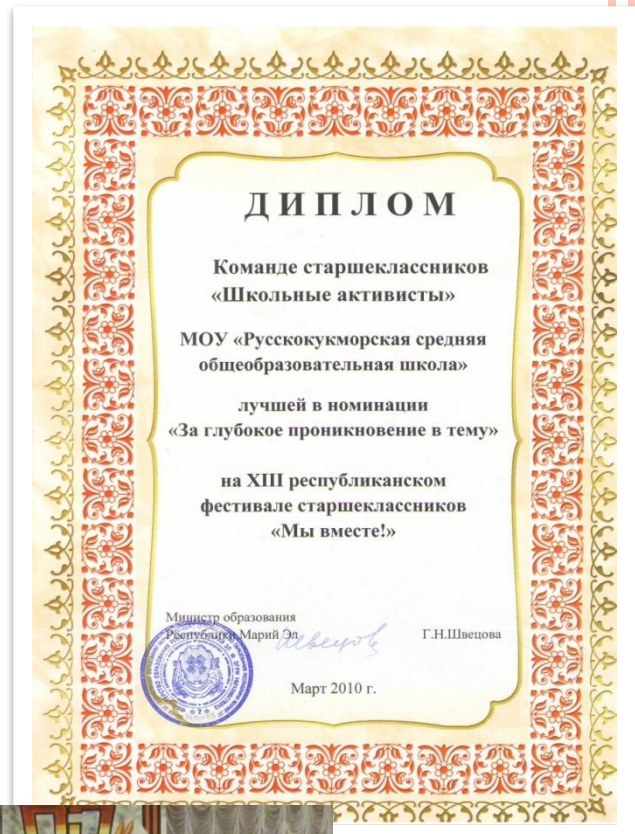 ДИПЛОМ
Команде старшеклассников
«Школьные активисты»
МОУ «Русскокукморская средняя
общеобразовательная школа»
лучшей в номинации
«За глубокое проникновение в тему»
на XIII республиканском
фестивале старшеклассников
«Мы вместе!»
Министр образования
Республики Марий Эл
Г.Н.Швецова
Март 2010 г.